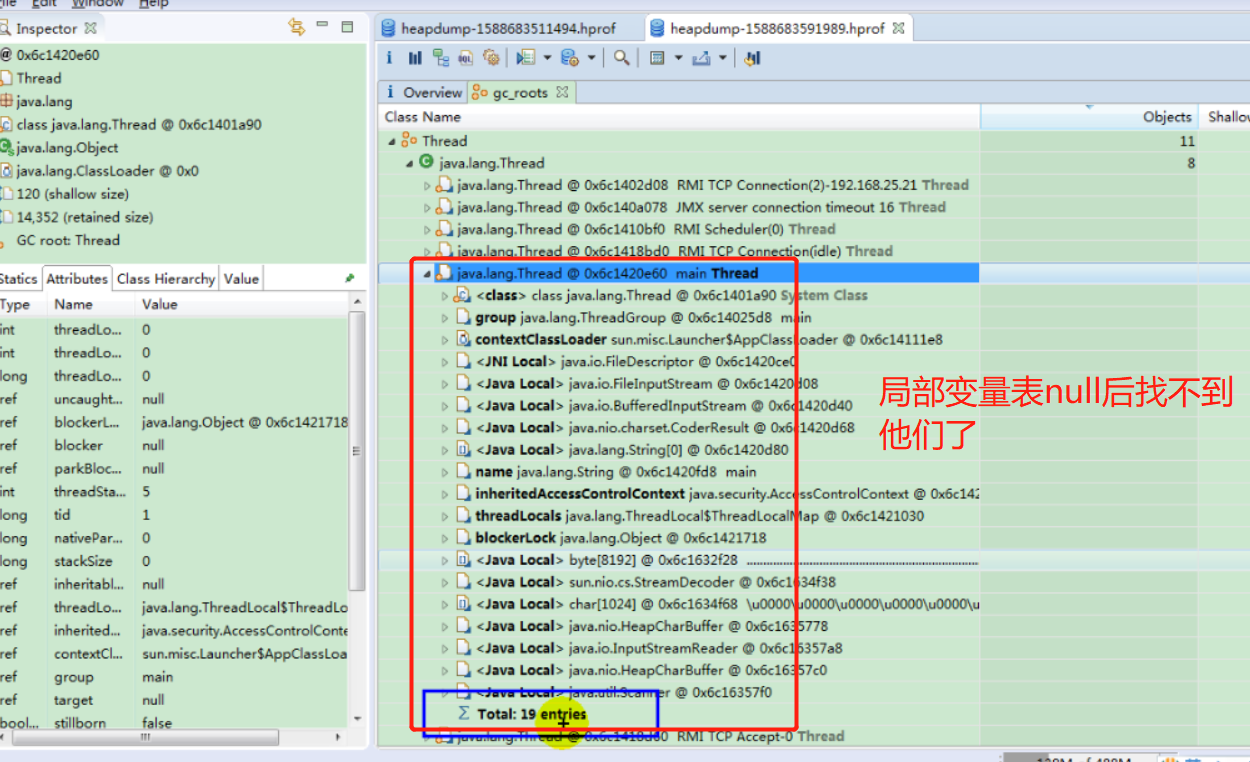 File Edit Window Help
Inspector
0x6c1420e60
Thread
java.lang
class java.lang.Thread @ 0x6c1401a90
java.lang.Object
java.lang.ClassLoader @ 0x0
120 (shallow size)
14,352 (retained size)
GC root: Thread
Statics Attributes Class Hierarchy Value
Type Name Value
int threadLo... 0
int threadLo... 0
long threadLo... 0
ref uncaught... null
ref blockerL... java.lang.Object @ 0x6c1421718
ref blocker null
ref parkBloc... null
int threadSta... 5
long tid 1
long nativePar... 0
long stackSize 0
ref inheritabl... null
ref threadLo... java.lang.ThreadLocal$ThreadLo
ref inherited... java.security.AccessControlConte
ref contextCl... sun.misc.Launcher$AppClassLoa
ref group main
ref target null
bool... stillborn false
heapdump-1588683511494.hprof heapdump-1588683591989.hprof
i Overview gc_roots
Class Name Objects Shallow
Thread 11
java.lang.Thread 8
java.lang.Thread @ 0x6c1402d08 RMI TCP Connection(2)-192.168.25.21 Thread
java.lang.Thread @ 0x6c140a078 JMX server connection timeout 16 Thread
java.lang.Thread @ 0x6c1410bf0 RMI Scheduler(0) Thread
java.lang.Thread @ 0x6c1418bd0 RMI TCP Connection(idle) Thread
java.lang.Thread @ 0x6c1420e60 main Thread
<class> class java.lang.Thread @ 0x6c1401a90 System Class
group java.lang.ThreadGroup @ 0x6c14025d8 main
contextClassLoader sun.misc.Launcher$AppClassLoader @ 0x6c14111e8
<JNI Local> java.io.FileDescriptor @ 0x6c1420ce0
<Java Local> java.io.FileInputStream @ 0x6c1420d08
<Java Local> java.io.BufferedInputStream @ 0x6c1420d40
<Java Local> java.nio.charset.CoderResult @ 0x6c1420d68
<Java Local> java.lang.String[0] @ 0x6c1420d80
name java.lang.String @ 0x6c1420fd8 main
inheritedAccessControlContext java.security.AccessControlContext @ 0x6c142
threadLocals java.lang.ThreadLocal$ThreadLocalMap @ 0x6c1421030
blockerLock java.lang.Object @ 0x6c1421718
<Java Local> byte[8192] @ 0x6c1632f28 ....................................................
<Java Local> sun.nio.cs.StreamDecoder @ 0x6c1634f38
<Java Local> char[1024] @ 0x6c1634f68 \u0000\u0000\u0000\u0000\u0000\u
<Java Local> java.nio.HeapCharBuffer @ 0x6c1635778
<Java Local> java.io.InputStreamReader @ 0x6c16357a8
<Java Local> java.nio.HeapCharBuffer @ 0x6c16357c0
<Java Local> java.util.Scanner @ 0x6c16357f0
Σ Total: 19 entries
java.lang.Thread @ 0x6c1418d60 RMI TCP Accept-0 Thread
局部变量表null后找不到
他们了